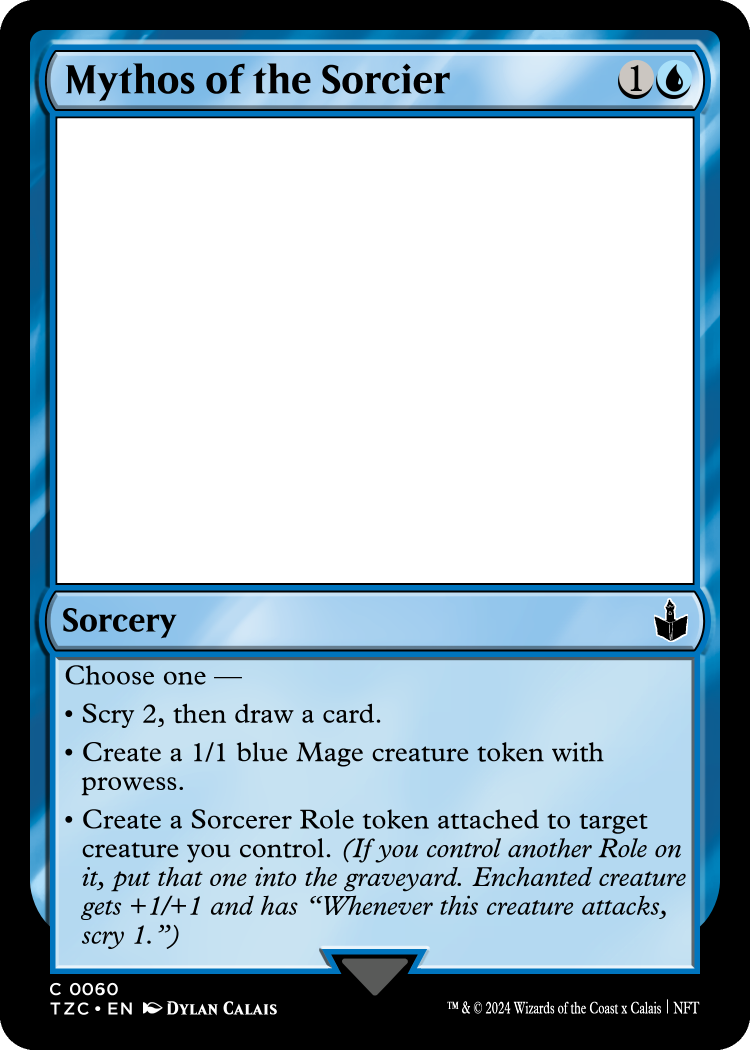 Mythos of the Sorcier 1
Sorcery
Choose one —
• Scry 2, then draw a card.
• Create a 1/1 blue Mage creature token with
prowess.
• Create a Sorcerer Role token attached to target
creature you control. (If you control another Role on
it, put that one into the graveyard. Enchanted creature
gets +1/+1 and has “Whenever this creature attacks,
scry 1.”)
C 0060
TZC • EN Dylan Calais
™ & © 2024 Wizards of the Coast x Calais | NFT